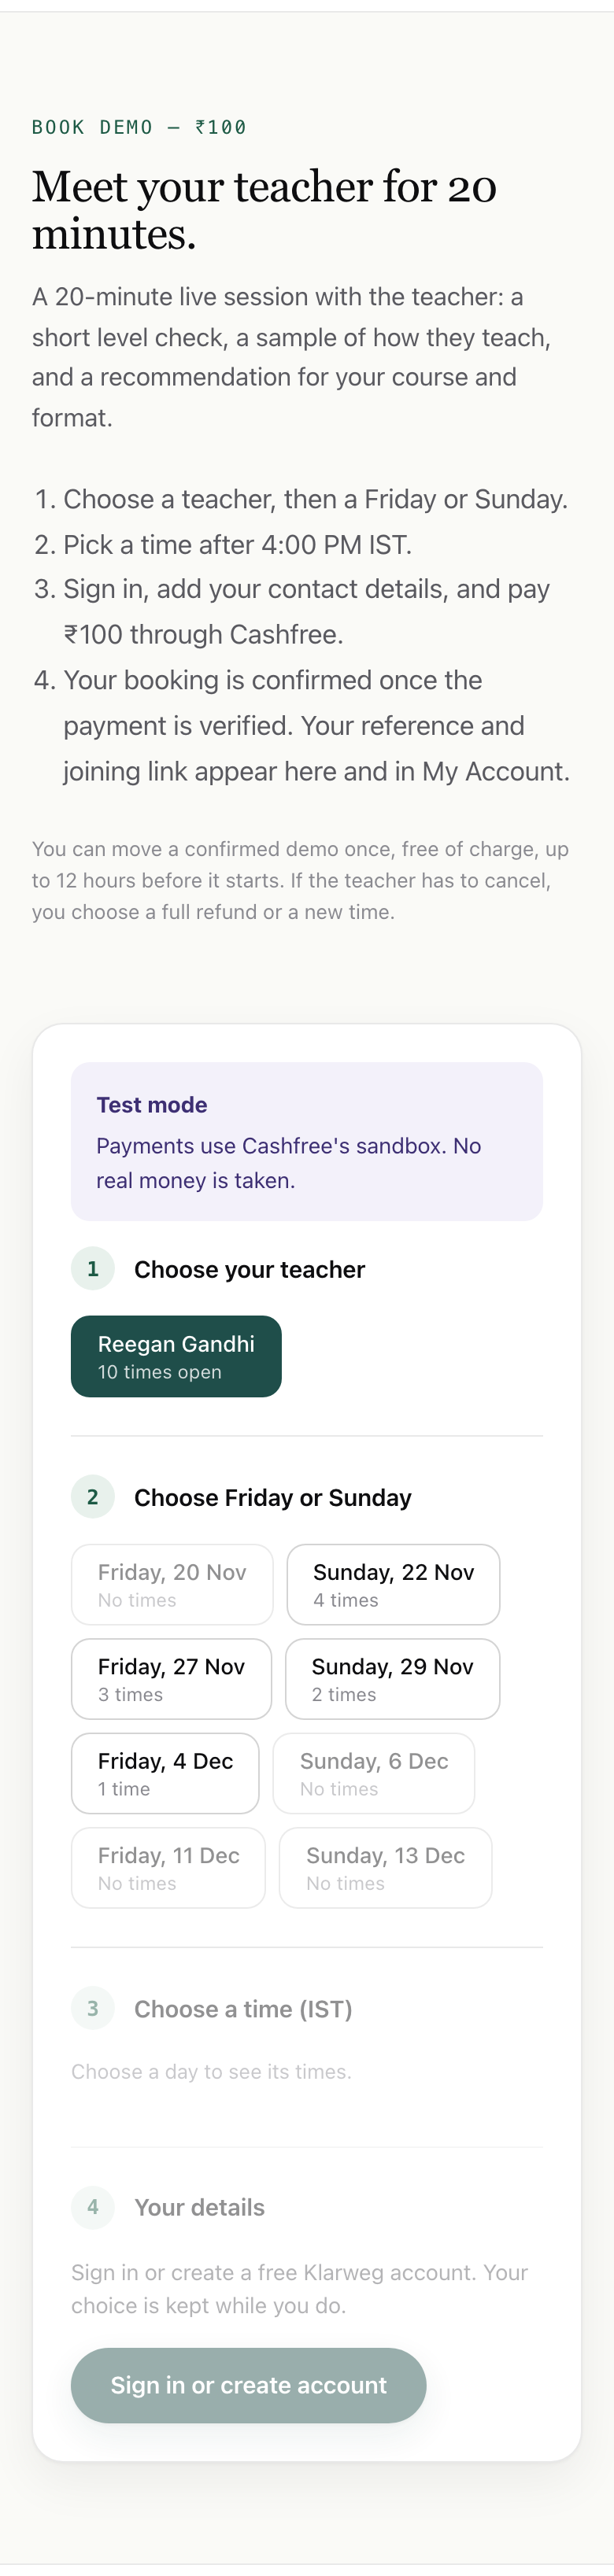 BOOK DEMO — ₹100
Meet your teacher for 20
minutes.
A 20-minute live session with the teacher: a
short level check, a sample of how they teach,
and a recommendation for your course and
format.
1. Choose a teacher, then a Friday or Sunday.
2. Pick a time after 4:00 PM IST.
3. Sign in, add your contact details, and pay
₹100 through Cashfree.
4. Your booking is confirmed once the
payment is verified. Your reference and
joining link appear here and in My Account.
You can move a confirmed demo once, free of charge, up
to 12 hours before it starts. If the teacher has to cancel,
you choose a full refund or a new time.
Test mode
Payments use Cashfree's sandbox. No
real money is taken.
1 Choose your teacher
Reegan Gandhi
10 times open
2 Choose Friday or Sunday
Friday, 20 Nov
No times
Sunday, 22 Nov
4 times
Friday, 27 Nov
3 times
Sunday, 29 Nov
2 times
Friday, 4 Dec
1 time
Sunday, 6 Dec
No times
Friday, 11 Dec
No times
Sunday, 13 Dec
No times
3 Choose a time (IST)
Choose a day to see its times.
4 Your details
Sign in or create a free Klarweg account. Your
choice is kept while you do.
Sign in or create account